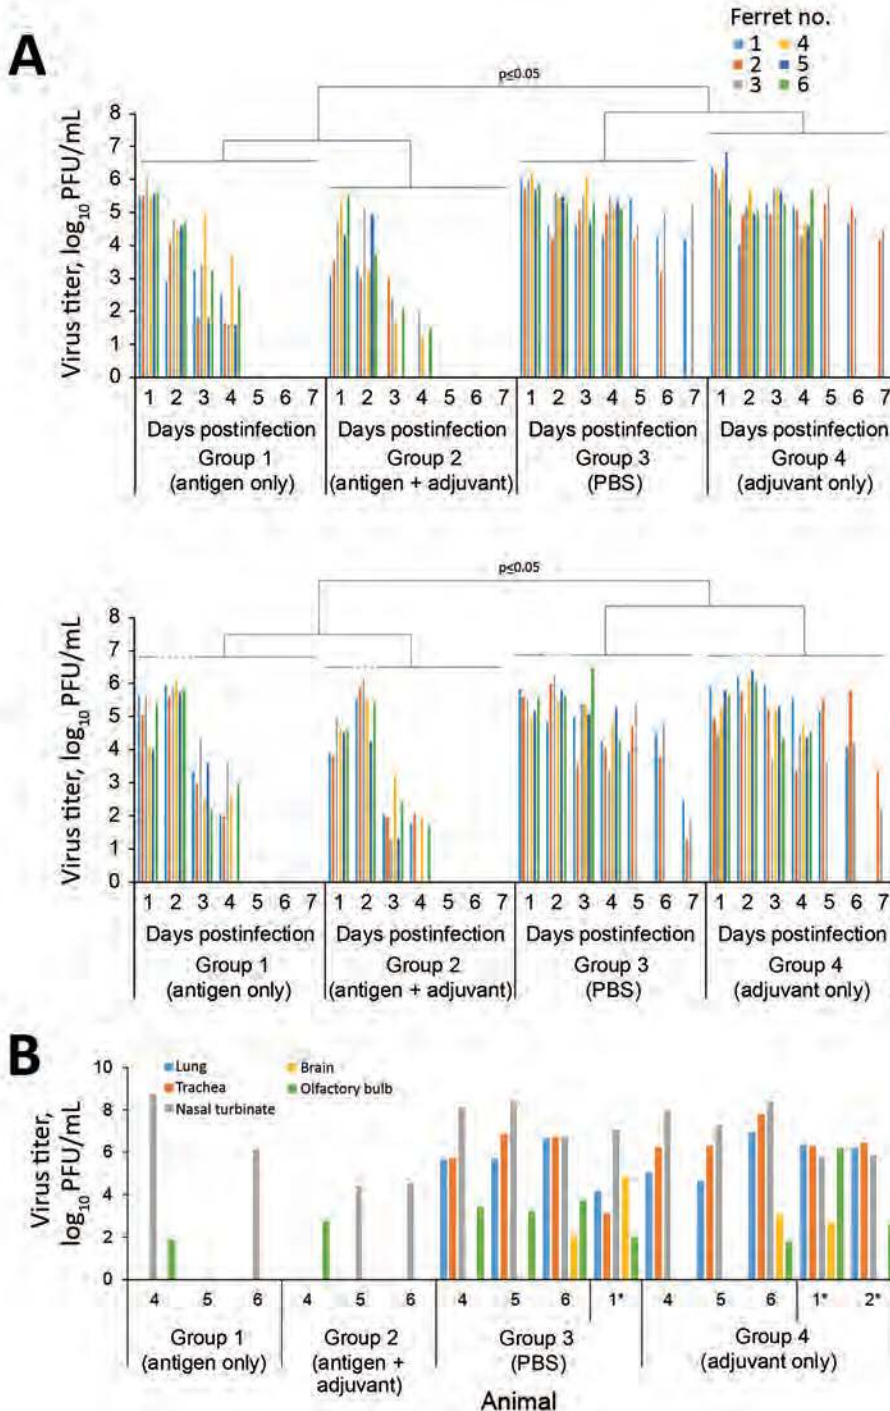 A
Ferret no.
1 4
2 5
3 6
p≤0.05
Virus titer, log10 PFU/mL
8
7
6
5
4
3
2
1
0
1 2 3 4 5 6 7 1 2 3 4 5 6 7 1 2 3 4 5 6 7 1 2 3 4 5 6 7
Days postinfection Days postinfection Days postinfection Days postinfection
Group 1 Group 2 Group 3 Group 4
(antigen only) (antigen + adjuvant) (PBS) (adjuvant only)
p≤0.05
Virus titer, log10 PFU/mL
8
7
6
5
4
3
2
1
0
1 2 3 4 5 6 7 1 2 3 4 5 6 7 1 2 3 4 5 6 7 1 2 3 4 5 6 7
Days postinfection Days postinfection Days postinfection Days postinfection
Group 1 Group 2 Group 3 Group 4
(antigen only) (antigen + adjuvant) (PBS) (adjuvant only)
B
Lung Brain
Trachea Olfactory bulb
Nasal turbinate
Virus titer,
log10 PFU/mL
10
8
6
4
2
0
4 5 6 4 5 6 4 5 6 1* 4 5 6 1* 2*
Group 1 Group 2 Group 3 Group 4
(antigen only) (antigen + (PBS) (adjuvant only)
adjuvant)
Animal